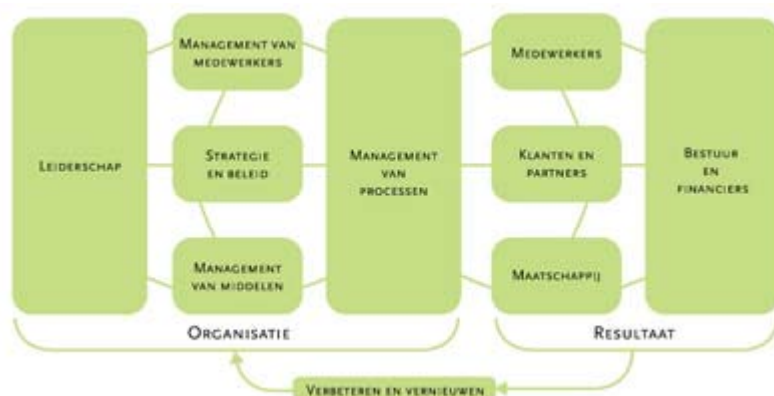 LEIDERSCHAP
MANAGEMENT VAN
MEDEWERKERS
STRATEGIE
EN BELEID
MANAGEMENT
VAN MIDDELEN
MANAGEMENT
VAN
PROCESSEN
MEDEWERKERS
KLANTEN EN
PARTNERS
MAATSCHAPPIJ
BESTUUR
EN
FINANCIERS
ORGANISATIE
RESULTAAT
VERBETEREN EN VERNIEUWEN